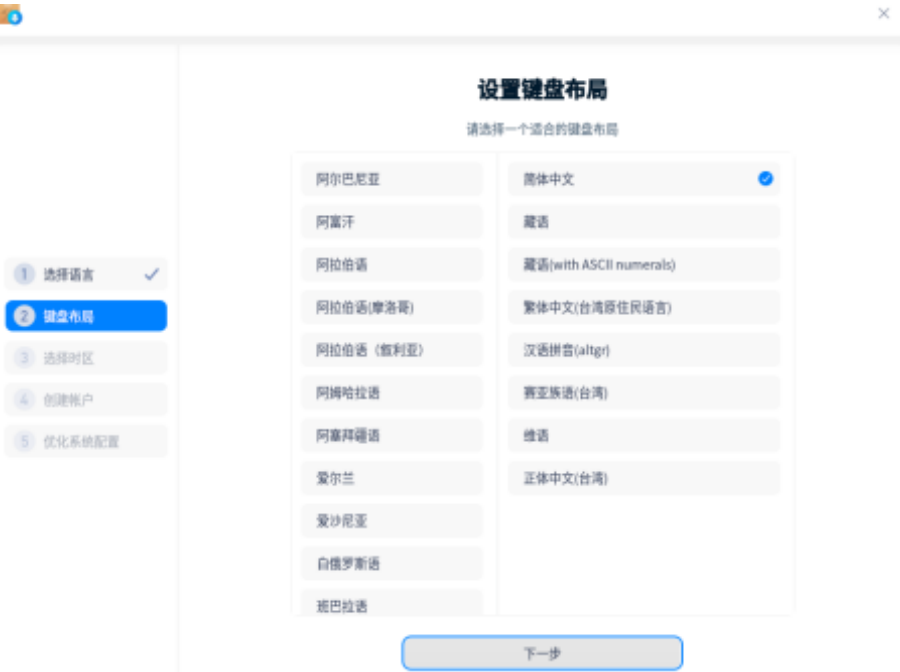 设置键盘布局
请选择一个适合的键盘布局
1 选择语言
2 键盘布局
3 选择时区
4 创建帐户
5 优化系统配置
阿尔巴尼亚
阿富汗
阿拉伯语
阿拉伯语(摩洛哥)
阿拉伯语（叙利亚）
阿姆哈拉语
阿塞拜疆语
爱尔兰
爱沙尼亚
白俄罗斯语
班巴拉语
简体中文
藏语
藏语(with ASCII numerals)
繁体中文(台湾原住民语言)
汉语拼音(altgr)
赛亚族语(台湾)
维语
正体中文(台湾)
下一步